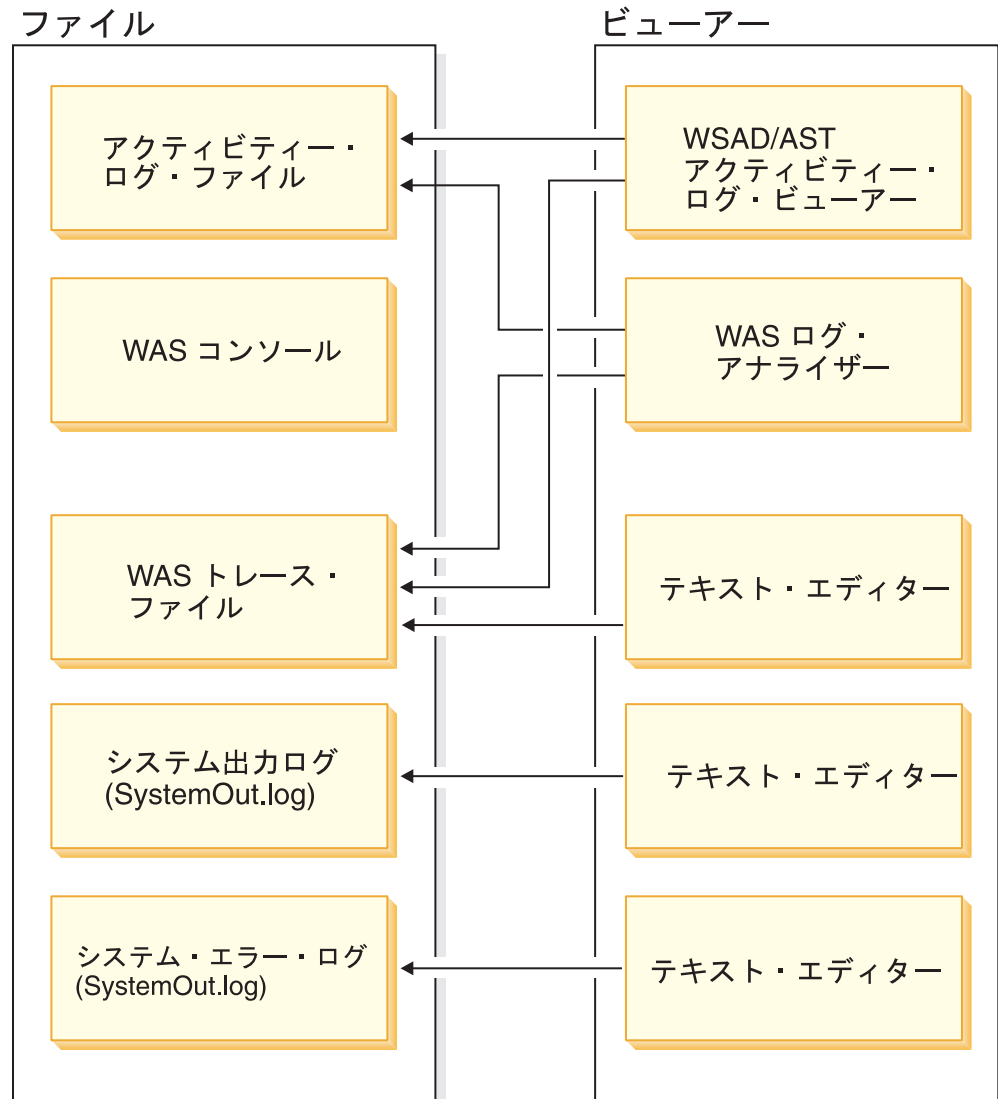 ファイル
アクティビティー・
ログ・ファイル
WAS コンソール
WAS トレース・
ファイル
システム出力ログ
(SystemOut.log)
システム・エラー・ログ
(SystemOut.log)
ビューアー
WSAD/AST
アクティビティー・
ログ・ビューアー
WAS ログ・
アナライザー
テキスト・エディター
テキスト・エディター
テキスト・エディター